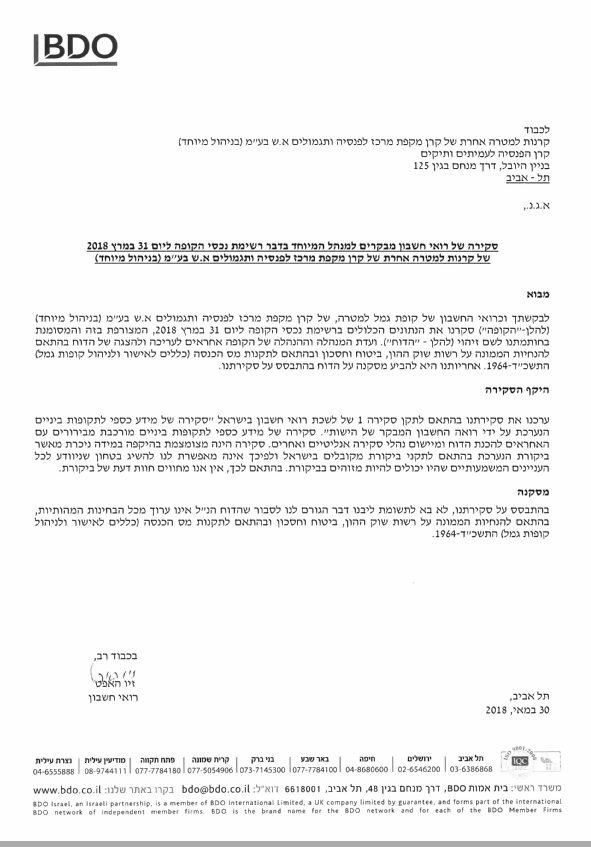 BDO
לכבוד
קרנות למטרה אחרת של קרן מקפת מרכז לפנסיה ותגמולים א.ש בע"מ (בניהול מיוחד)
קרן הפנסיה לעמיתים ותיקים
בניין היובל, דרך מנחם בגין 125
תל - אביב
א.ג.נ.,
סקירה של רואי חשבון מבקרים למנהל המיוחד בדבר רשימת נכסי הקופה ליום 31 במרץ 2018
של קרנות למטרה אחרת של קרן מקפת מרכז לפנסיה ותגמולים א.ש בע"מ (בניהול מיוחד)
מבוא
לבקשתך וכרואי החשבון של קופת גמל למטרה, של קרן מקפת מרכז לפנסיה ותגמולים א.ש בע"מ (בניהול מיוחד)
(להלן-"הקופה") סקרנו את הנתונים הכלולים ברשימת נכסי הקופה ליום 31 במרץ 2018, המצורפת בזה והמסומנת
בחותמתנו לשם זיהוי (להלן - "הדוח"). ועדת המנהלה וההנהלה של הקופה אחראים לעריכה ולהצגה של הדוח בהתאם
להנחיות הממונה על רשות שוק ההון, ביטוח וחסכון ובהתאם לתקנות מס הכנסה (כללים לאישור ולניהול קופות גמל)
התשכ"ד-1964. אחריותנו היא להביע מסקנה על הדוח בהתבסס על סקירתנו.
היקף הסקירה
ערכנו את סקירתנו בהתאם לתקן סקירה 1 של לשכת רואי חשבון בישראל "סקירה של מידע כספי לתקופות ביניים
הנערכת על ידי רואה החשבון המבקר של הישות". סקירה של מידע כספי לתקופות ביניים מורכבת מבירורים עם
האחראים להכנת הדוח ומיישום נהלי סקירה אנליטיים ואחרים. סקירה הינה מצומצמת בהיקפה במידה ניכרת מאשר
ביקורת הנערכת בהתאם לתקני ביקורת מקובלים בישראל ולפיכך אינה מאפשרת לנו להשיג בטחון שניוודע לכל
העניינים המשמעותיים שהיו יכולים להיות מזוהים בביקורת. בהתאם לכך, אין אנו מחווים חוות דעת של ביקורת.
מסקנה
בהתבסס על סקירתנו, לא בא לתשומת ליבנו דבר הגורם לנו לסבור שהדוח הנ"ל אינו ערוך מכל הבחינות המהותיות,
בהתאם להנחיות הממונה על רשות שוק ההון, ביטוח וחסכון ובהתאם לתקנות מס הכנסה (כללים לאישור ולניהול
קופות גמל) התשכ"ד-1964.
בכבוד רב,
זיו האפט
רואי חשבון
תל אביב,
30 במאי, 2018
תל אביב ירושלים חיפה באר שבע בני ברק קרית שמונה פתח תקווה מודיעין עילית נצרת עילית
03-6386868 02-6546200 04-8680600 077-7784100 073-7145300 077-5054906 077-7784180 08-9744111 04-6555888
ISO 9001:2008
IQC
משרד ראשי: בית אמות BDO, דרך מנחם בגין 48, תל אביב, 6618001 דוא"ל: bdo@bdo.co.il בקרו באתר שלנו: www.bdo.co.il
BDO Israel, an Israeli partnership, is a member of BDO International Limited, a UK company limited by guarantee, and forms part of the international
BDO network of independent member firms. BDO is the brand name for the BDO network and for each of the BDO Member Firms